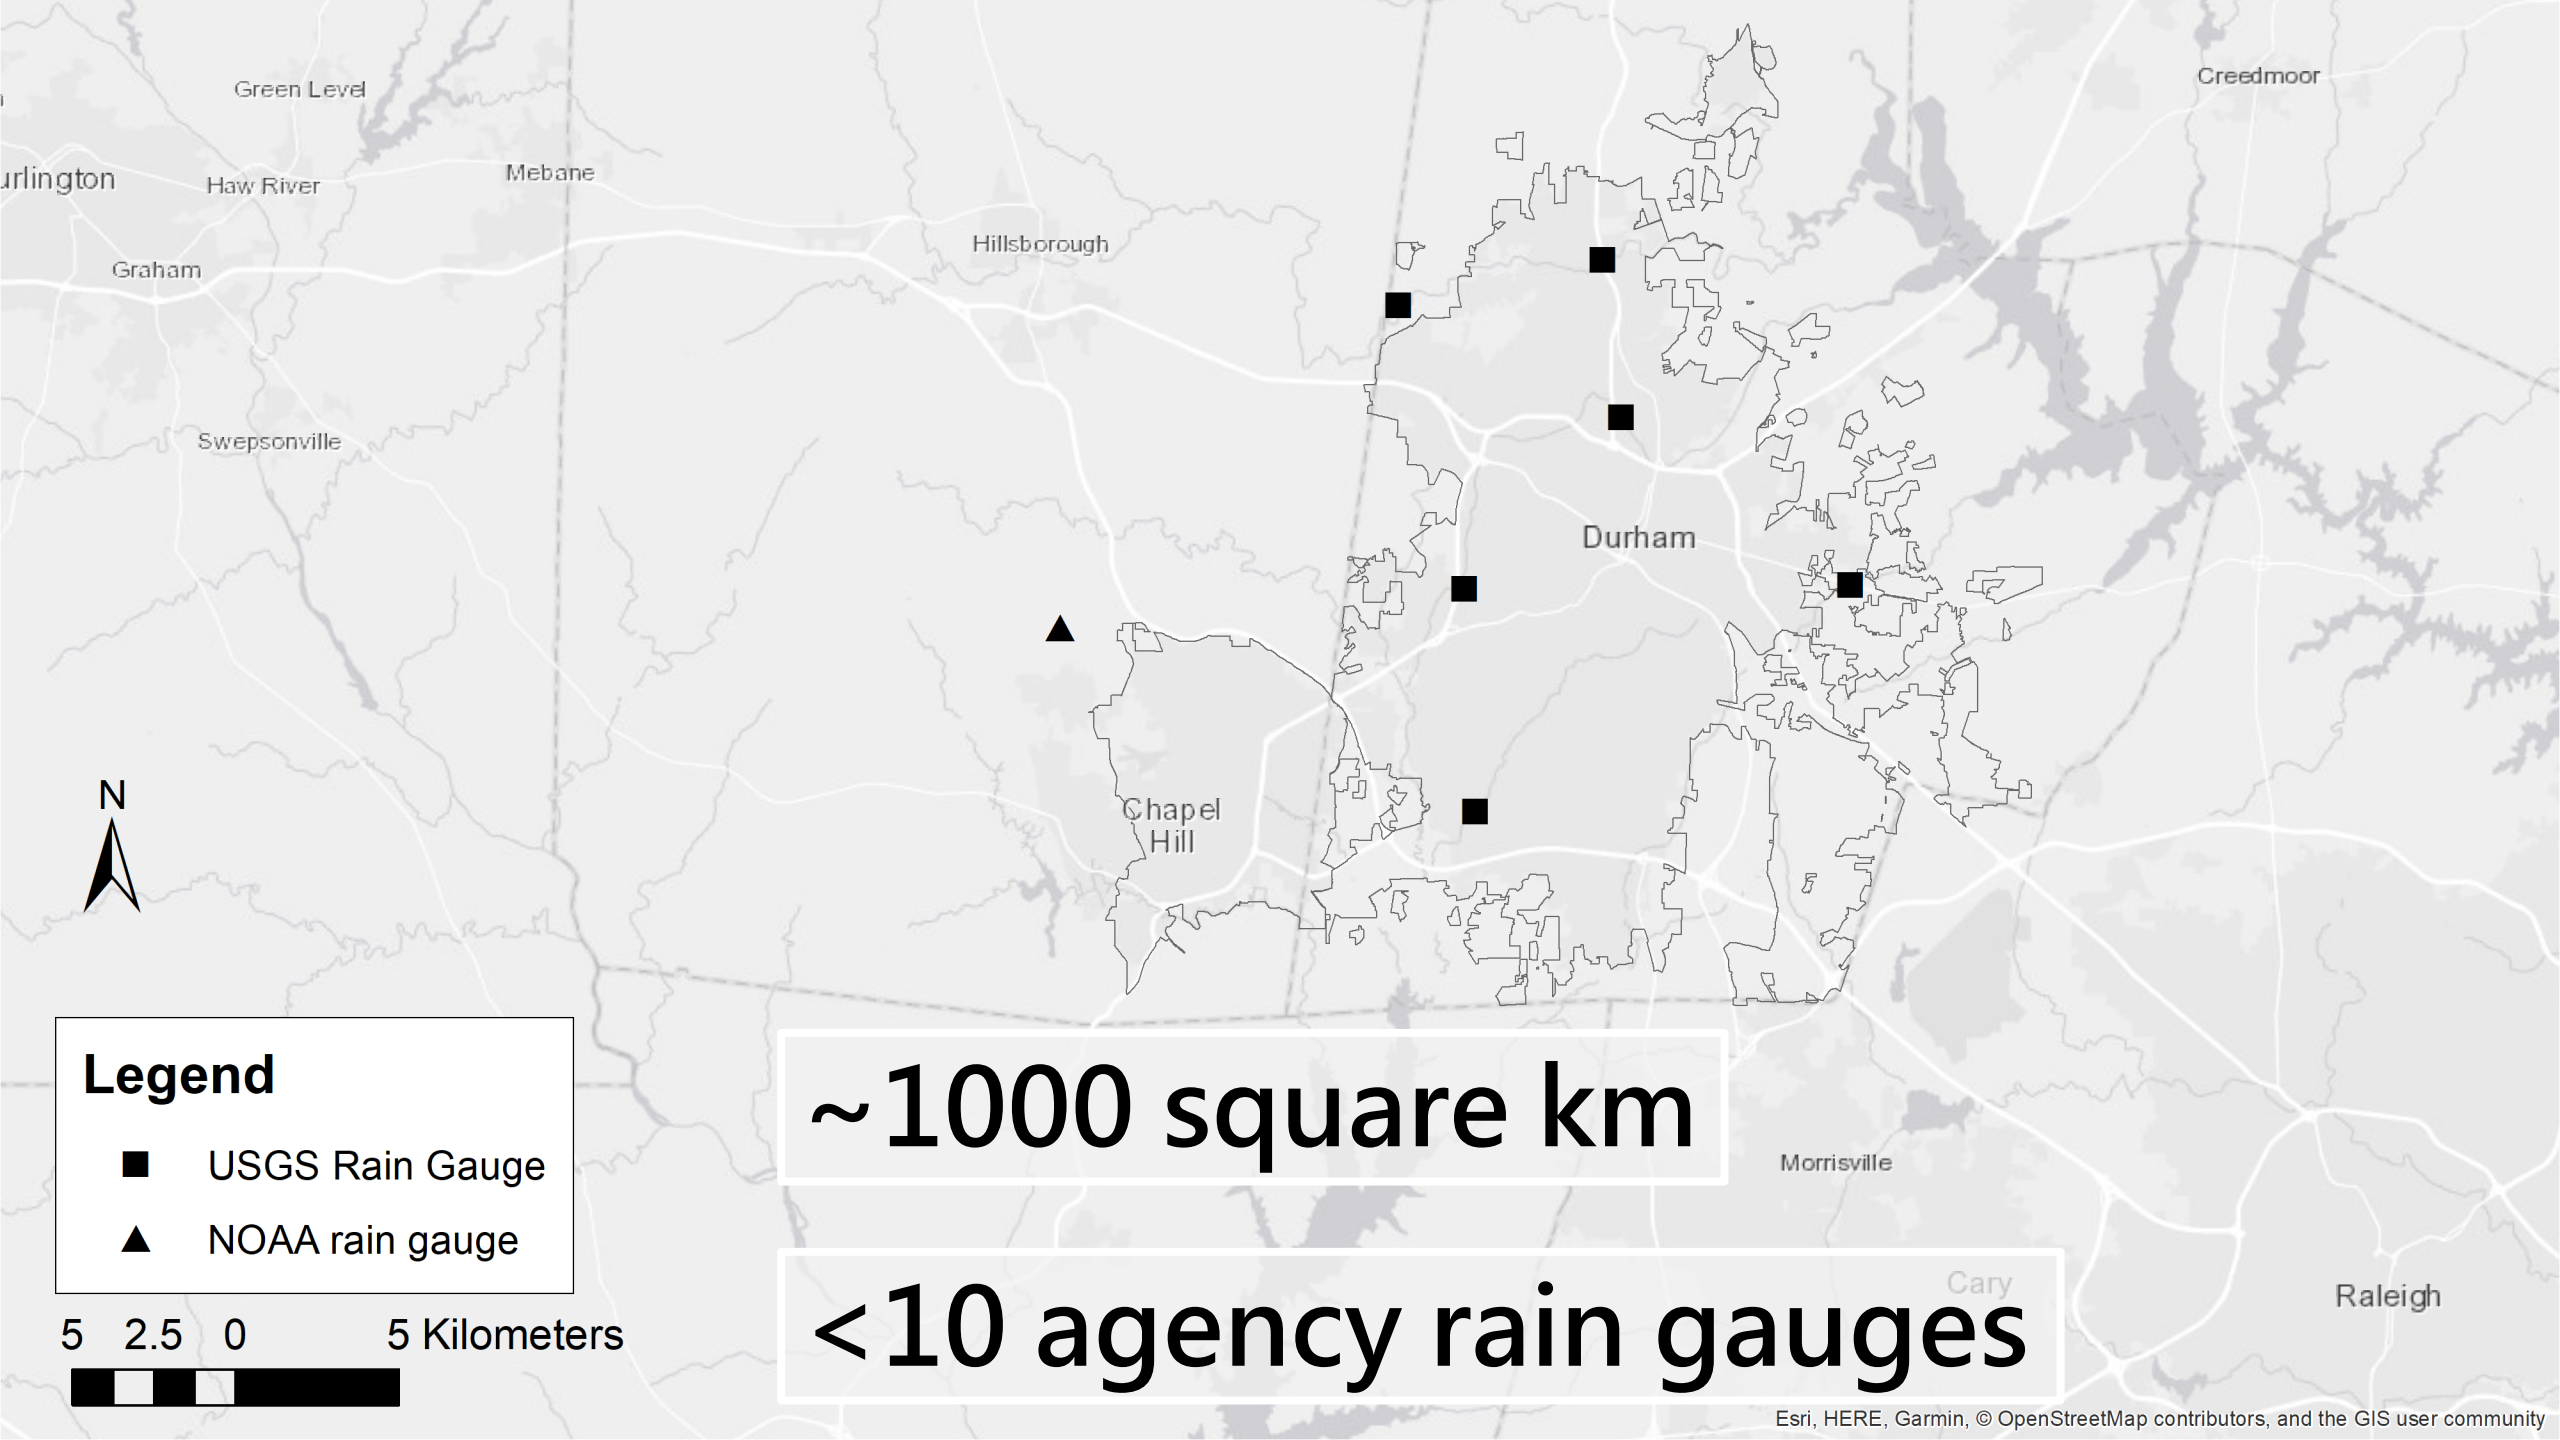 Green Level
Creedmoor
urlington
Haw River
Mebane
Hillsborough
Graham
Swepsonville
Durham
Chapel
Hill
N
Legend
USGS Rain Gauge
NOAA rain gauge
5 2.5 0 5 Kilometers
~1000 square km
<10 agency rain gauges
Morrisville
Cary
Raleigh
Esri, HERE, Garmin, © OpenStreetMap contributors, and the GIS user community